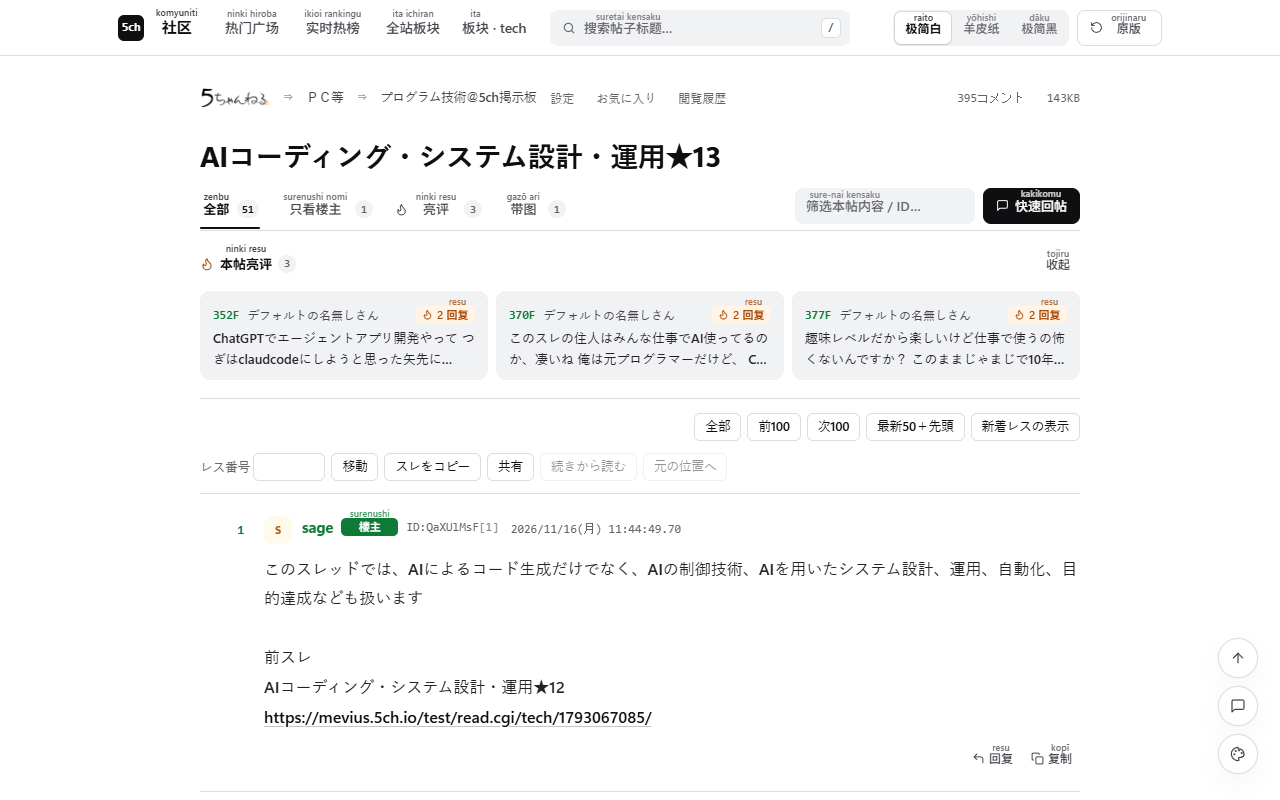 5ch
komyuniti
社区
ninki hiroba
热门广场
ikioi rankingu
实时热榜
ita ichiran
全站板块
ita
板块 · tech
suretai kensaku
搜索帖子标题...
/
raito
极简白
yōhishi
羊皮纸
dāku
极简黑
orijinaru
原版
5ちゃんねる ⇒ ＰＣ等 ⇒ プログラム技術@5ch掲示板 設定 お気に入り 閲覧履歴 395コメント 143KB
AIコーディング・システム設計・運用★13
zenbu
全部 51
surenushi nomi
只看楼主 1
ninki resu
亮评 3
gazō ari
带图 1
sure-nai kensaku
筛选本帖内容 / ID...
kakikomu
快速回帖
ninki resu
本帖亮评 3
tojiru
收起
resu
352F デフォルトの名無しさん 2 回复
ChatGPTでエージェントアプリ開発やって つ
ぎはclaudcodeにしようと思った矢先に...
resu
370F デフォルトの名無しさん 2 回复
このスレの住人はみんな仕事でAI使ってるの
か、凄いね 俺は元プログラマーだけど、 C...
resu
377F デフォルトの名無しさん 2 回复
趣味レベルだから楽しいけど仕事で使うの怖
くないんですか？ このままじゃまじで10年...
全部 前100 次100 最新50＋先頭 新着レスの表示
レス番号 移動 スレをコピー 共有 続きから読む 元の位置へ
surenushi
1 S sage 楼主 ID:QaXU1MsF[1] 2026/11/16(月) 11:44:49.70
このスレッドでは、AIによるコード生成だけでなく、AIの制御技術、AIを用いたシステム設計、運用、自動化、目
的達成なども扱います
前スレ
AIコーディング・システム設計・運用★12
https://mevius.5ch.io/test/read.cgi/tech/1793067085/
resu
回复
kopī
复制